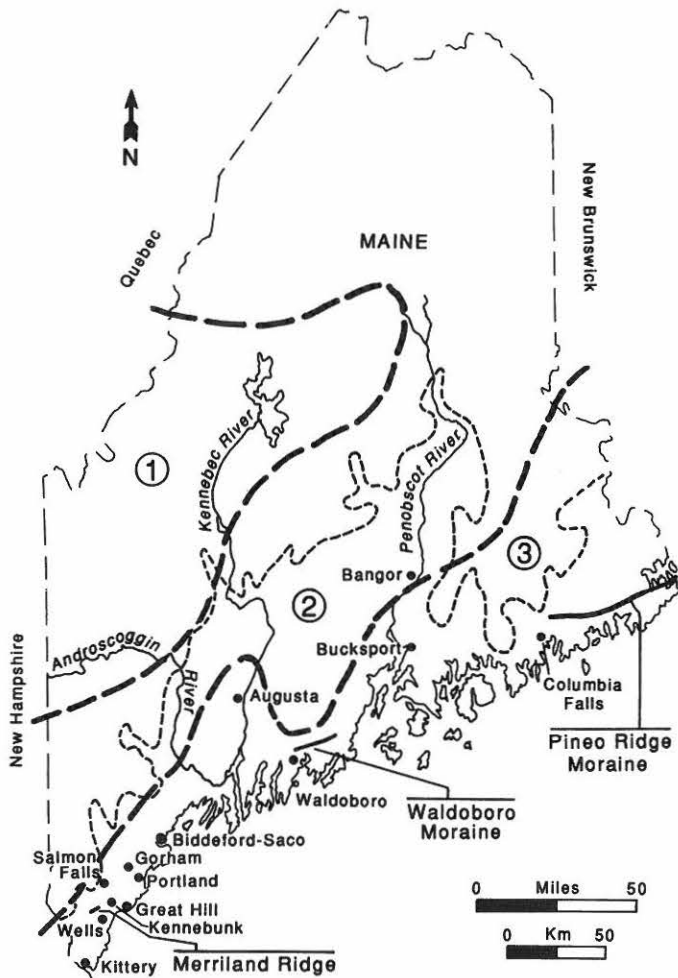 N
MAINE
Quebec
New Brunswick
Kennebec River
Penobscot River
1
2
3
Bangor
Bucksport
Columbia
Falls
Pineo Ridge
Moraine
Androscoggin
River
New Hampshire
Augusta
Waldoboro
Waldoboro
Moraine
Biddeford-Saco
Salmon
Falls
Gorham
Portland
Great Hill
Kennebunk
Wells
Merriland Ridge
Kittery
0 Miles 50
0 Km 50